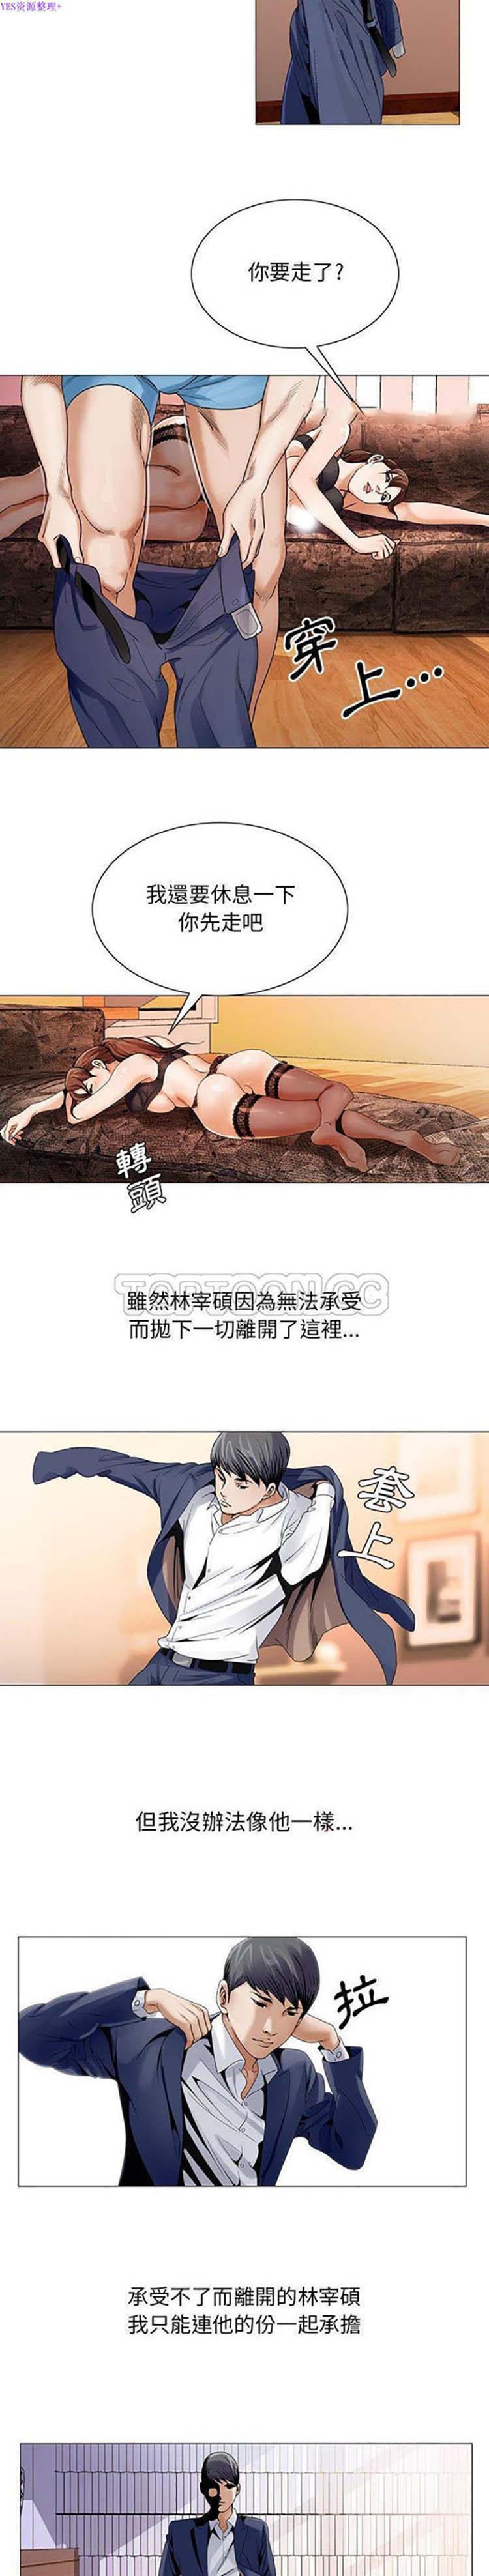 YES资源整理+
你要走了?
穿上...
我還要休息一下
你先走吧
轉頭
TOPTOON.CC
雖然林宰碩因為無法承受
而拋下一切離開了這裡...
套上
但我沒辦法像他一樣...
拉
承受不了而離開的林宰碩
我只能連他的份一起承擔